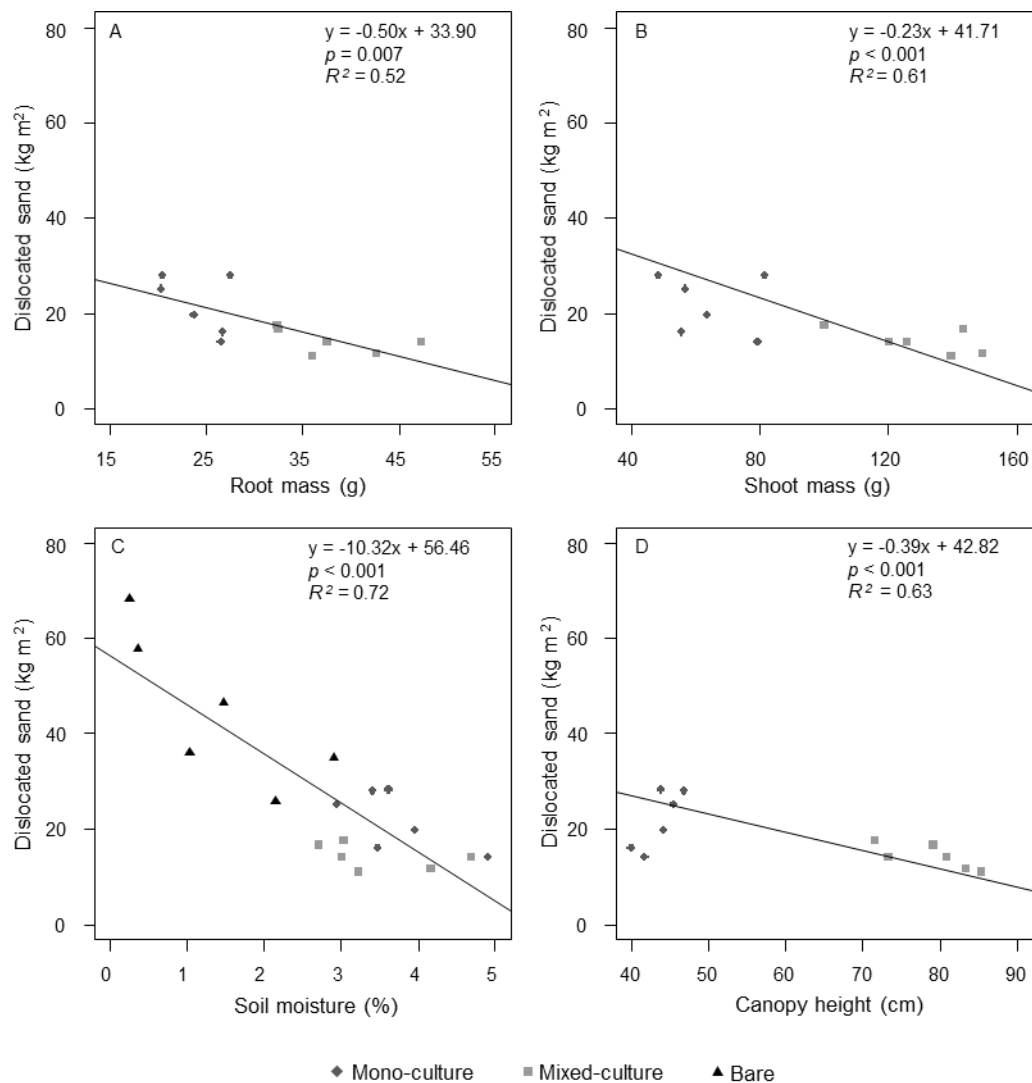 A
y = -0.50x + 33.90
p = 0.007
R² = 0.52
Dislocated sand (kg m²)
80
60
40
20
0
15 25 35 45 55
Root mass (g)
B
y = -0.23x + 41.71
p < 0.001
R² = 0.61
Dislocated sand (kg m²)
80
60
40
20
0
40 80 120 160
Shoot mass (g)
C
y = -10.32x + 56.46
p < 0.001
R² = 0.72
Dislocated sand (kg m²)
80
60
40
20
0
0 1 2 3 4 5
Soil moisture (%)
D
y = -0.39x + 42.82
p < 0.001
R² = 0.63
Dislocated sand (kg m²)
80
60
40
20
0
40 50 60 70 80 90
Canopy height (cm)
Mono-culture Mixed-culture Bare